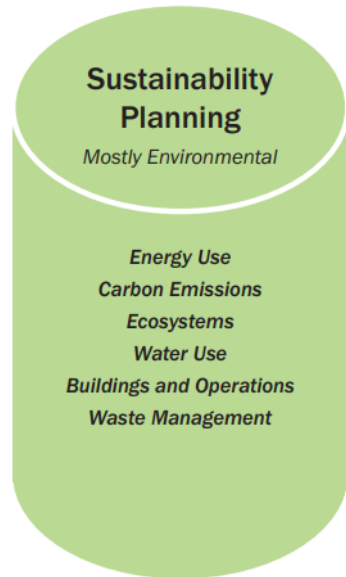 Sustainability
Planning
Mostly Environmental
Energy Use
Carbon Emissions
Ecosystems
Water Use
Buildings and Operations
Waste Management